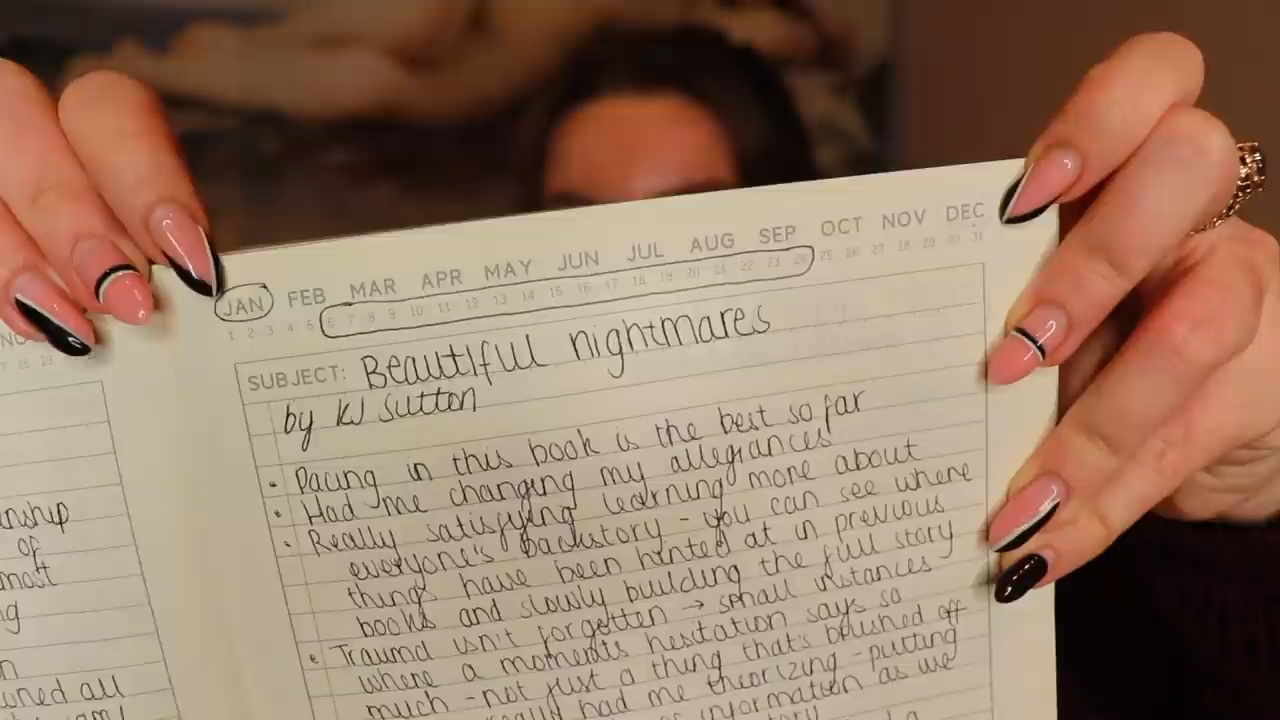 JAN FEB MAR APR MAY JUN JUL AUG SEP OCT NOV DEC
1 2 3 4 5 6 7 8 9 10 11 12 13 14 15 16 17 18 19 20 21 22 23 24 25 26 27 28 29 30 31
SUBJECT: Beautiful nightmares
by KJ Sutton
• Pacing in this book is the best so far
• Had me changing my allegiances
• Really satisfying learning more about
everyone's backstory - you can see where
things have been hinted at in previous
books and slowly building the full story
• Trauma isn't forgotten → small instances
where a moments hesitation says so
much - not just a thing that's brushed off
had me theorizing - putting
information as we
of
most
uned all